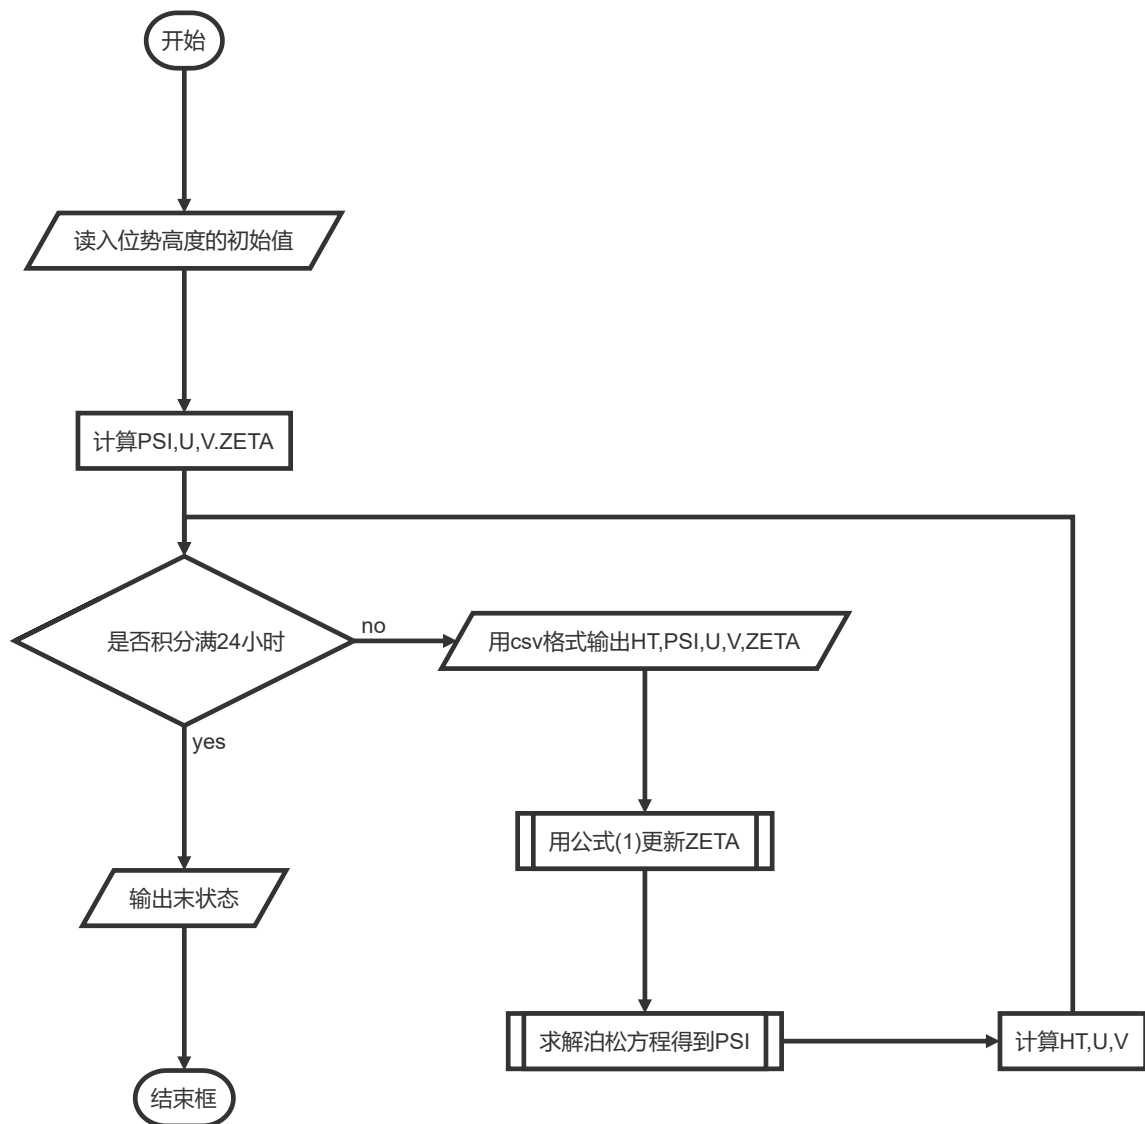 开始
读入位势高度的初始值
计算PSI,U,V.ZETA
是否积分满24小时
no
用csv格式输出HT,PSI,U,V,ZETA
yes
用公式(1)更新ZETA
输出末状态
求解泊松方程得到PSI
计算HT,U,V
结束框